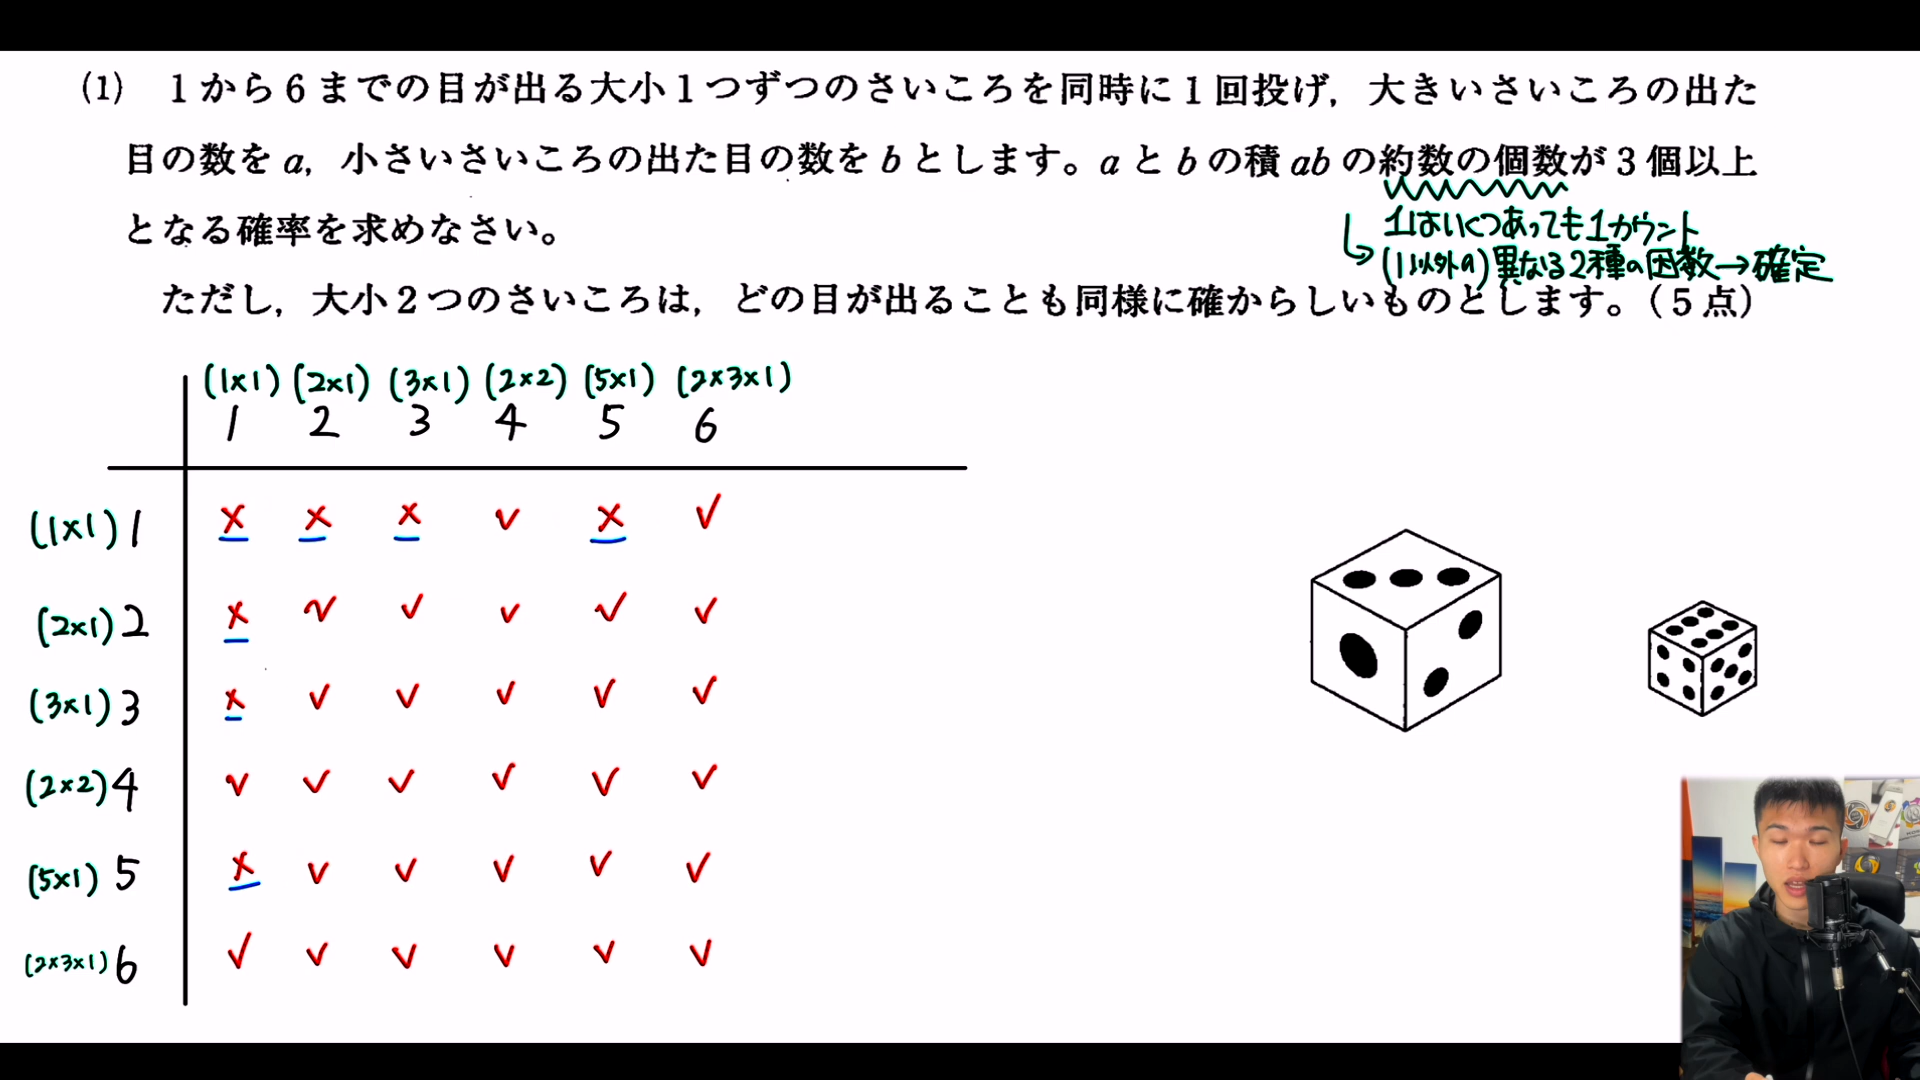 (1) 1から6までの目が出る大小1つずつのさいころを同時に1回投げ，大きいさいころの出た
目の数をa，小さいさいころの出た目の数をbとします。aとbの積abの約数の個数が3個以上
となる確率を求めなさい。
1はいくつあっても1カウント
(1以外の)異なる2種の因数→確定
ただし，大小2つのさいころは，どの目が出ることも同様に確からしいものとします。（5点）
(1×1) (2×1) (3×1) (2×2) (5×1) (2×3×1)
1 2 3 4 5 6
(1×1) 1 × × × ✓ × ✓
(2×1) 2 × ✓ ✓ ✓ ✓ ✓
(3×1) 3 × ✓ ✓ ✓ ✓ ✓
(2×2) 4 ✓ ✓ ✓ ✓ ✓ ✓
(5×1) 5 × ✓ ✓ ✓ ✓ ✓
(2×3×1) 6 ✓ ✓ ✓ ✓ ✓ ✓